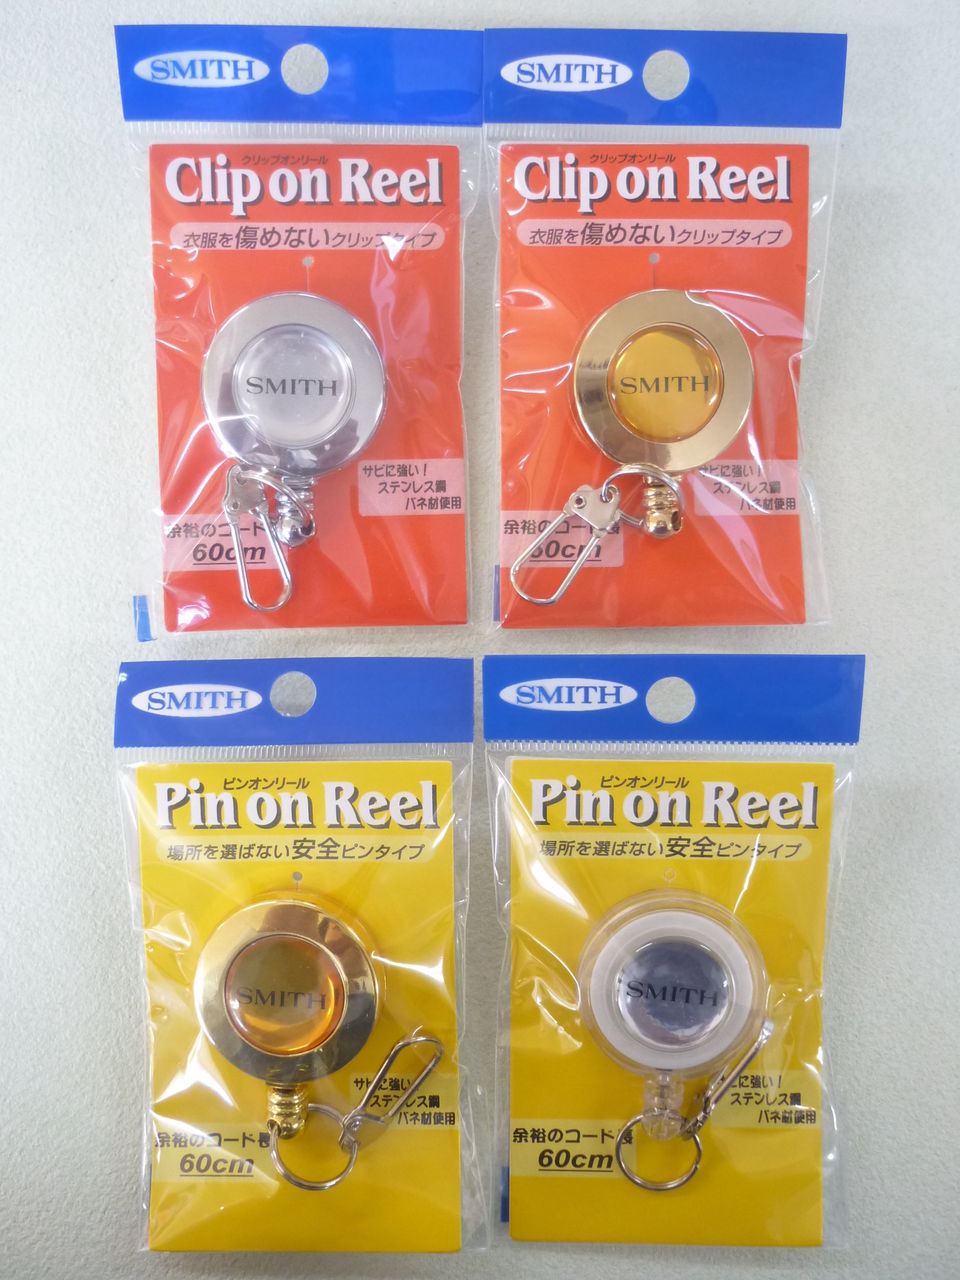 SMITH
クリップオンリール
Clip on Reel
衣服を傷めないクリップタイプ
SMITH
サビに強い！
ステンレス鋼
バネ材使用
余裕のコード
60cm
SMITH
クリップオンリール
Clip on Reel
衣服を傷めないクリップタイプ
SMITH
サビに強い！
ステンレス鋼
バネ材使用
余裕のコード長
60cm
SMITH
ピンオンリール
Pin on Reel
場所を選ばない安全ピンタイプ
SMITH
サビに強い！
ステンレス鋼
バネ材使用
余裕のコード長
60cm
SMITH
ピンオンリール
Pin on Reel
場所を選ばない安全ピンタイプ
SMITH
サビに強い！
ステンレス鋼
バネ材使用
余裕のコード長
60cm